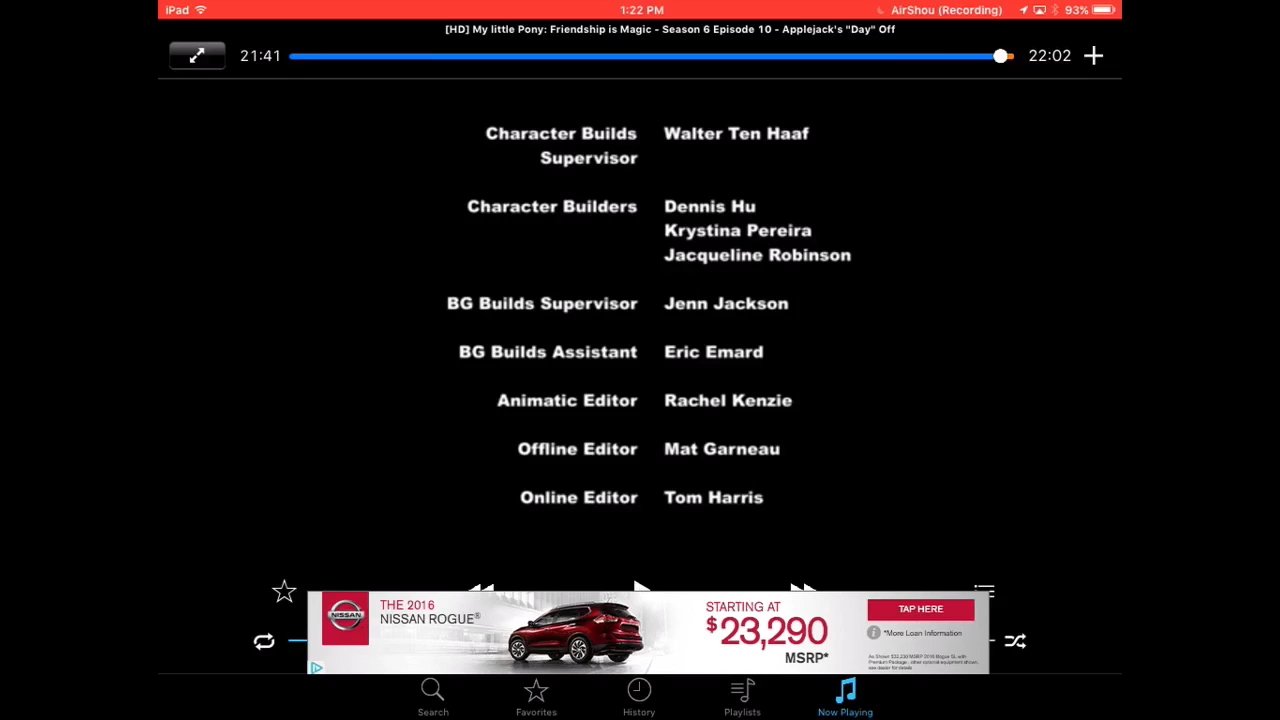 iPad 1:22 PM AirShou (Recording) 93%
[HD] My little Pony: Friendship is Magic - Season 6 Episode 10 - Applejack's "Day" Off
21:41 22:02
Character Builds Walter Ten Haaf
Supervisor
Character Builders Dennis Hu
Krystina Pereira
Jacqueline Robinson
BG Builds Supervisor Jenn Jackson
BG Builds Assistant Eric Emard
Animatic Editor Rachel Kenzie
Offline Editor Mat Garneau
Online Editor Tom Harris
NISSAN
THE 2016
NISSAN ROGUE®
STARTING AT
$23,290
MSRP*
TAP HERE
*More Loan Information
Search Favorites History Playlists Now Playing